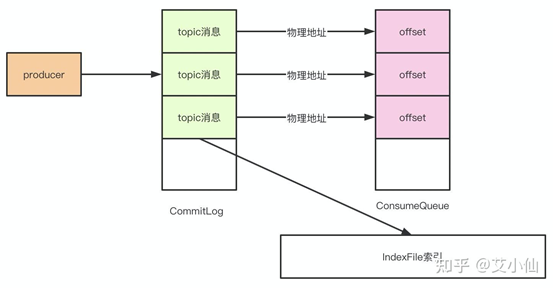 topic消息
物理地址
offset
producer
topic消息
物理地址
offset
topic消息
物理地址
offset
CommitLog
ConsumeQueue
IndexFile索引
知乎 @艾小仙